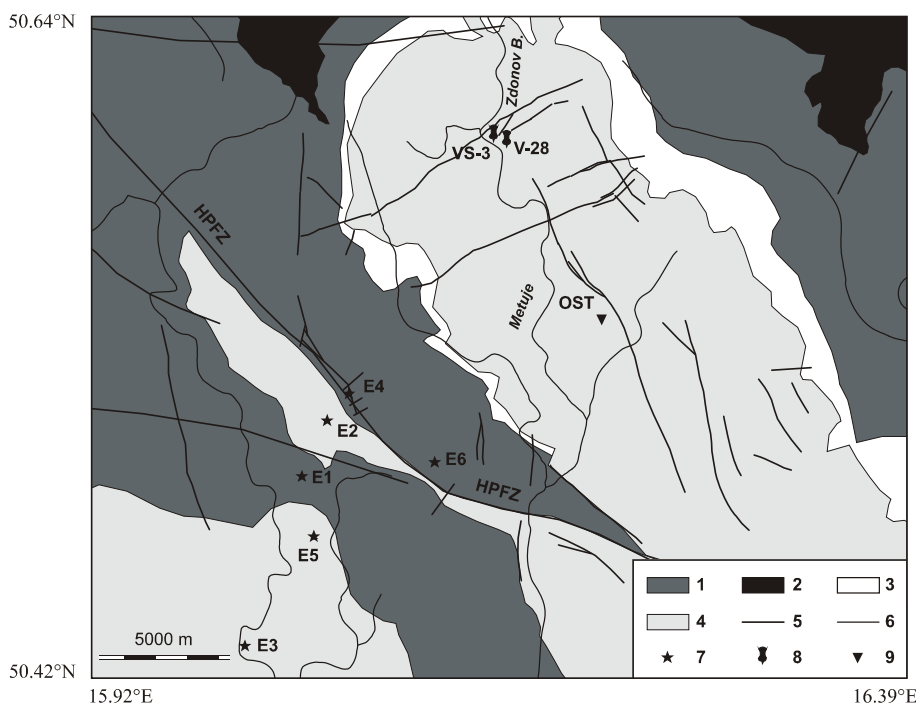 50.64°N
Zdonov B.
VS-3
V-28
HPFZ
Metuje
OST
E4
E2
E6
E1
HPFZ
E5
E3
5000 m
1 2 3
4 5 6
7 8 9
50.42°N
15.92°E 16.39°E